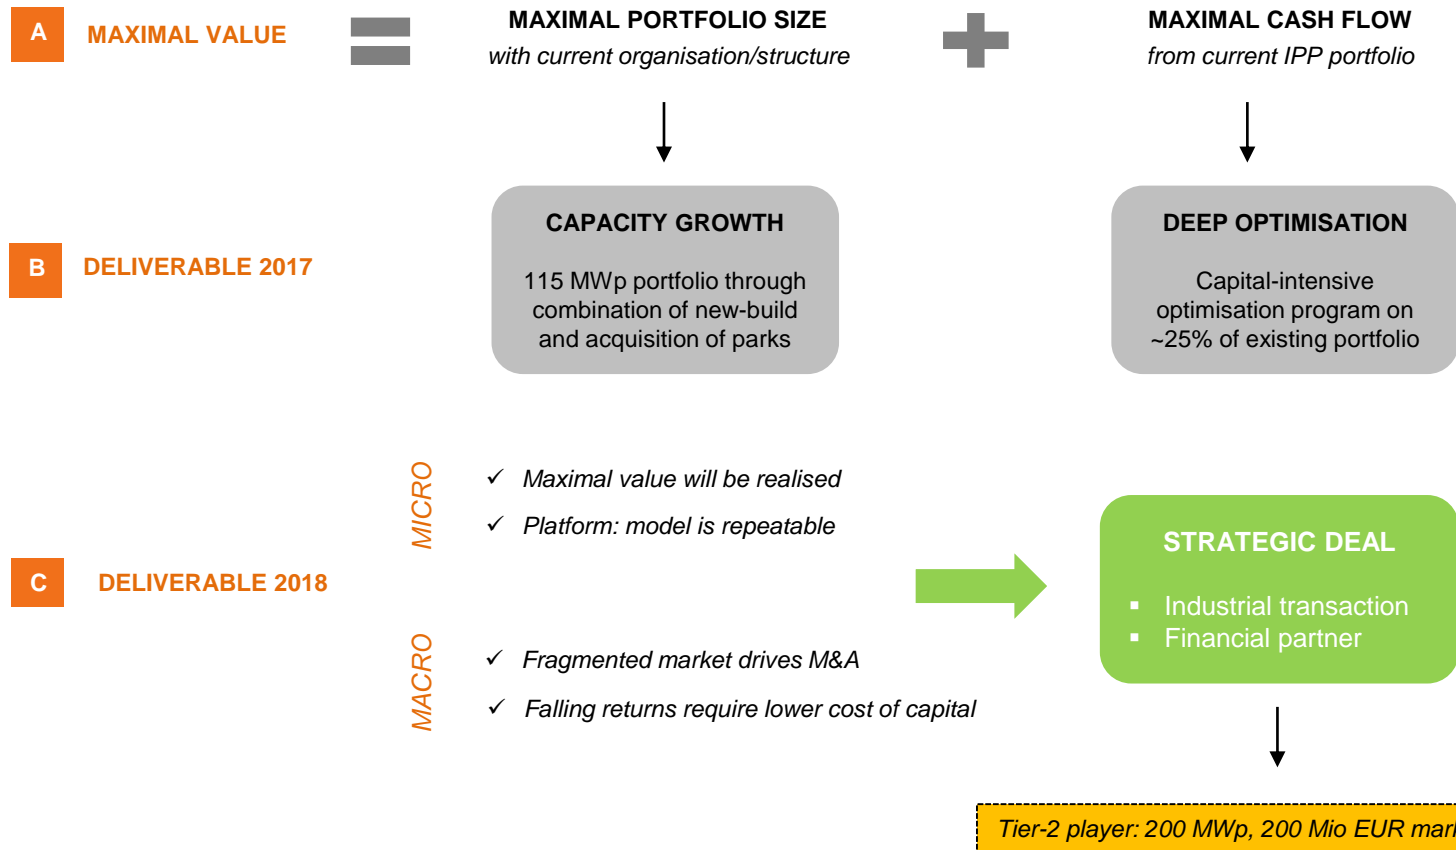 A
MAXIMAL VALUE
MAXIMAL PORTFOLIO SIZE
with current organisation/structure
MAXIMAL CASH FLOW
from current IPP portfolio
B
DELIVERABLE 2017
CAPACITY GROWTH
115 MWp portfolio through
combination of new-build
and acquisition of parks
DEEP OPTIMISATION
Capital-intensive
optimisation program on
~25% of existing portfolio
C
DELIVERABLE 2018
MICRO
✓ Maximal value will be realised
✓ Platform: model is repeatable
MACRO
✓ Fragmented market drives M&A
✓ Falling returns require lower cost of capital
STRATEGIC DEAL
▪ Industrial transaction
▪ Financial partner
Tier-2 player: 200 MWp, 200 Mio EUR